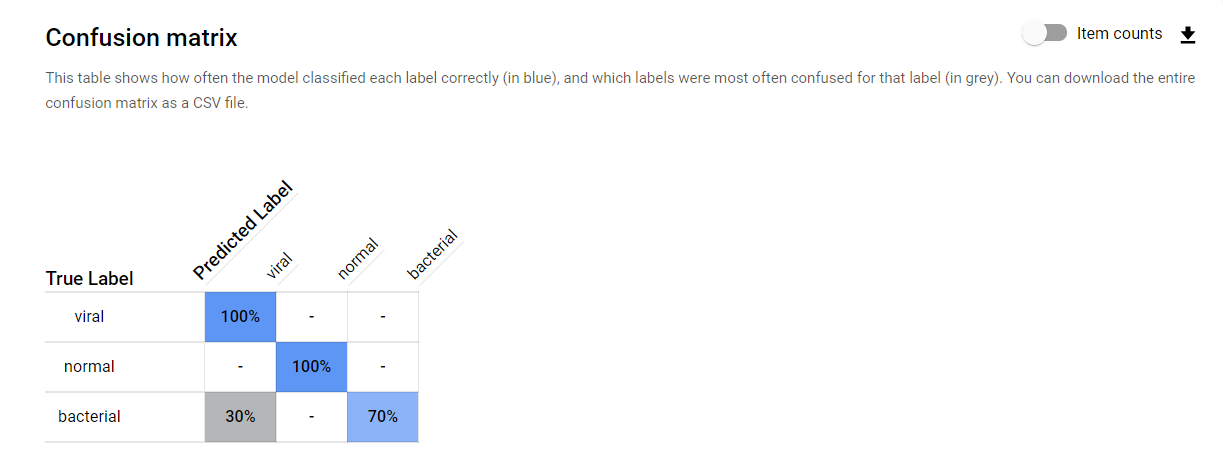 Confusion matrix
Item counts
This table shows how often the model classified each label correctly (in blue), and which labels were most often confused for that label (in grey). You can download the entire
confusion matrix as a CSV file.
True Label
Predicted Label
viral
normal
bacterial
viral 100% - -
normal - 100% -
bacterial 30% - 70%